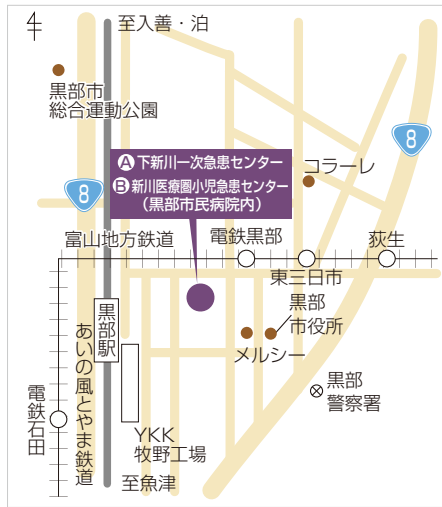 至入善・泊
黒部市
総合運動公園
8
A下新川一次急患センター
B新川医療圏小児急患センター
（黒部市民病院内）
コラーレ
8
富山地方鉄道
電鉄黒部
荻生
東三日市
黒部駅
あいの風とやま鉄道
黒部
市役所
メルシー
電鉄石田
黒部
警察署
YKK
牧野工場
至魚津